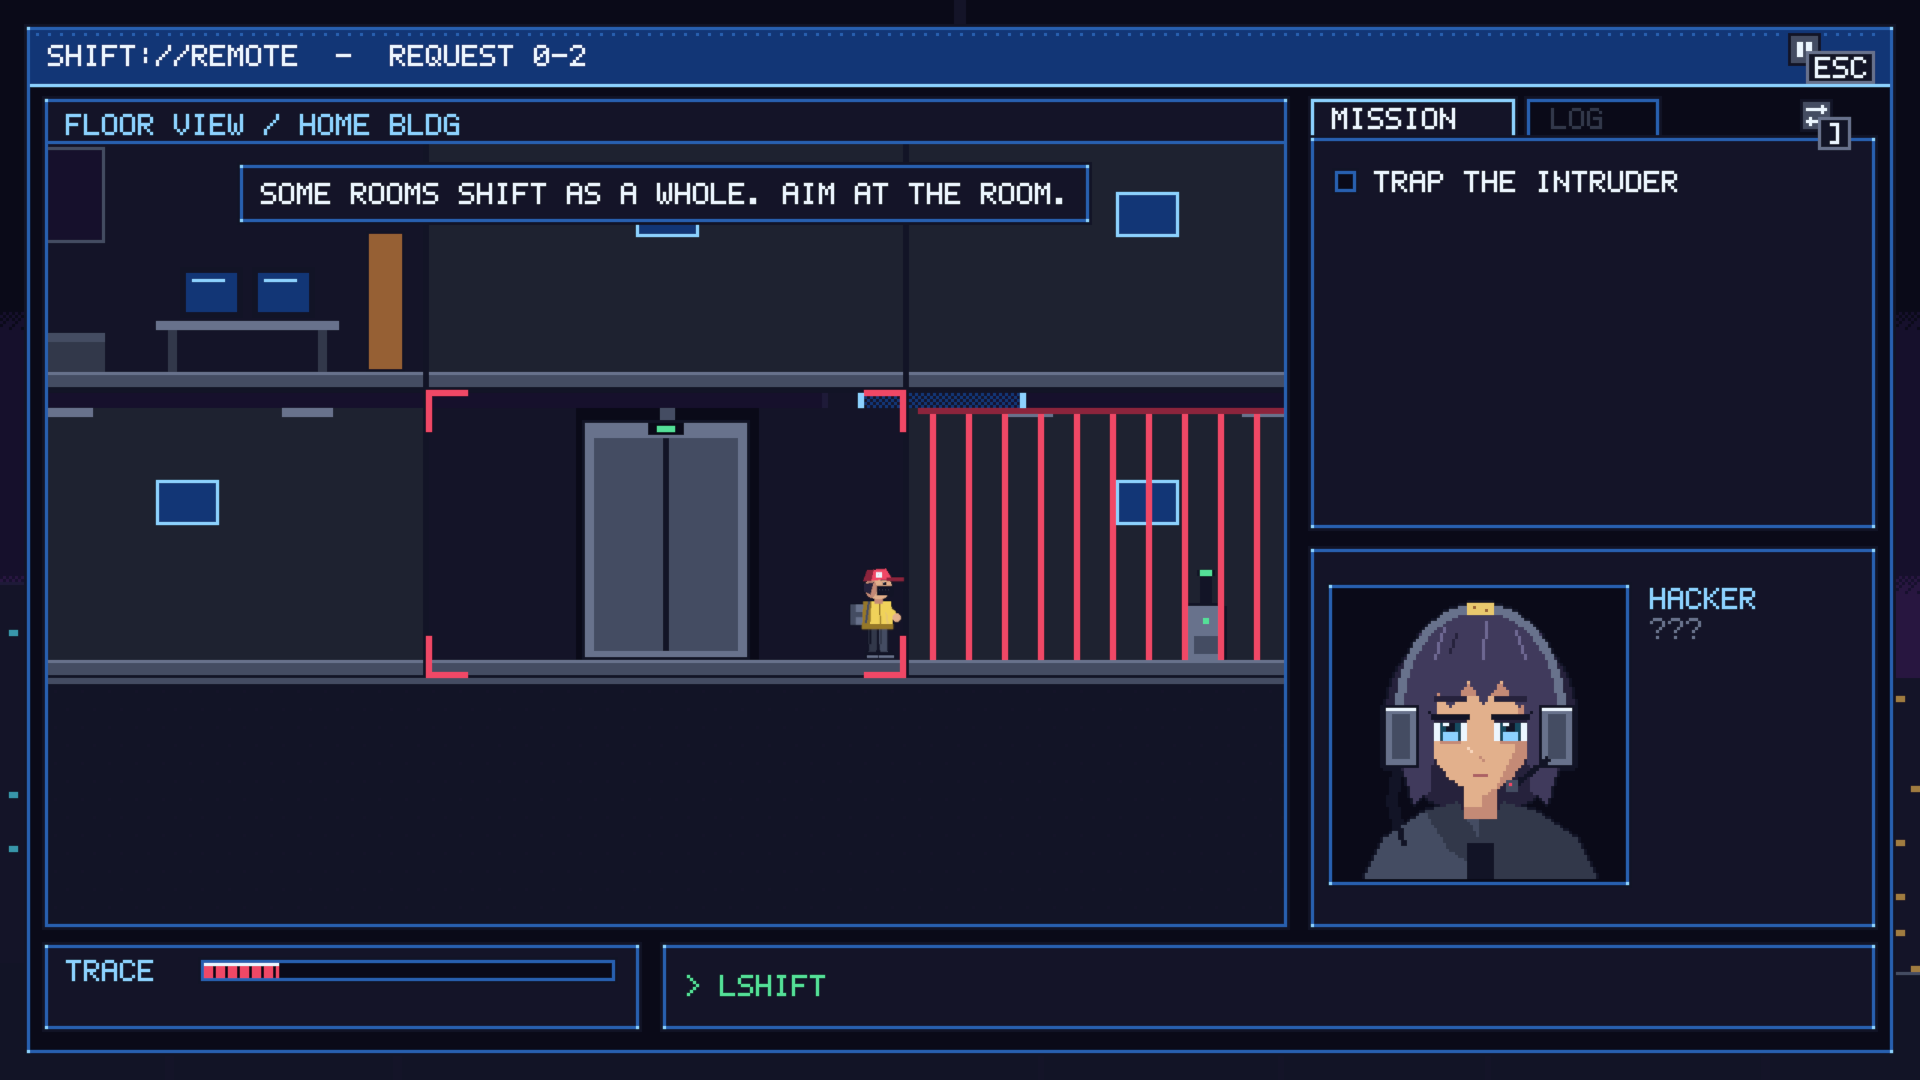 SHIFT://REMOTE - REQUEST 0-2
ESC
FLOOR VIEW / HOME BLDG
MISSION
LOG
]
SOME ROOMS SHIFT AS A WHOLE. AIM AT THE ROOM.
TRAP THE INTRUDER
HACKER
???
TRACE
> LSHIFT